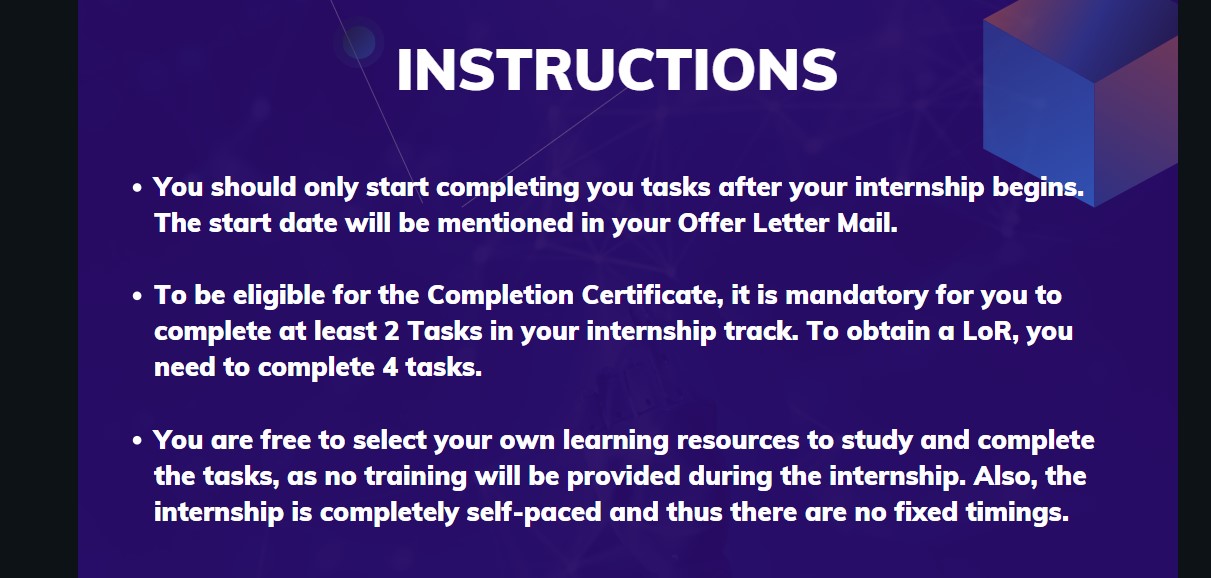 INSTRUCTIONS
• You should only start completing you tasks after your internship begins.
The start date will be mentioned in your Offer Letter Mail.
• To be eligible for the Completion Certificate, it is mandatory for you to
complete at least 2 Tasks in your internship track. To obtain a LoR, you
need to complete 4 tasks.
• You are free to select your own learning resources to study and complete
the tasks, as no training will be provided during the internship. Also, the
internship is completely self-paced and thus there are no fixed timings.